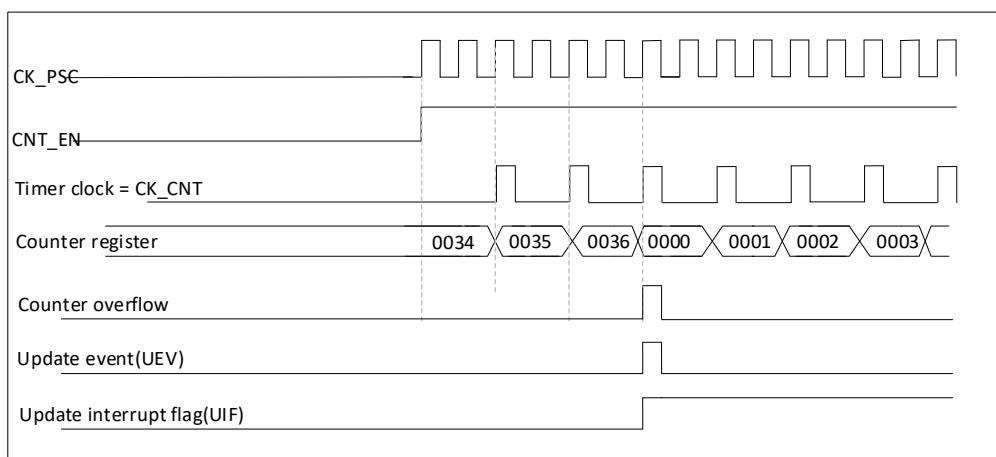 CK_PSC
CNT_EN
Timer clock = CK_CNT
Counter register
0034 0035 0036 0000 0001 0002 0003
Counter overflow
Update event(UEV)
Update interrupt flag(UIF)